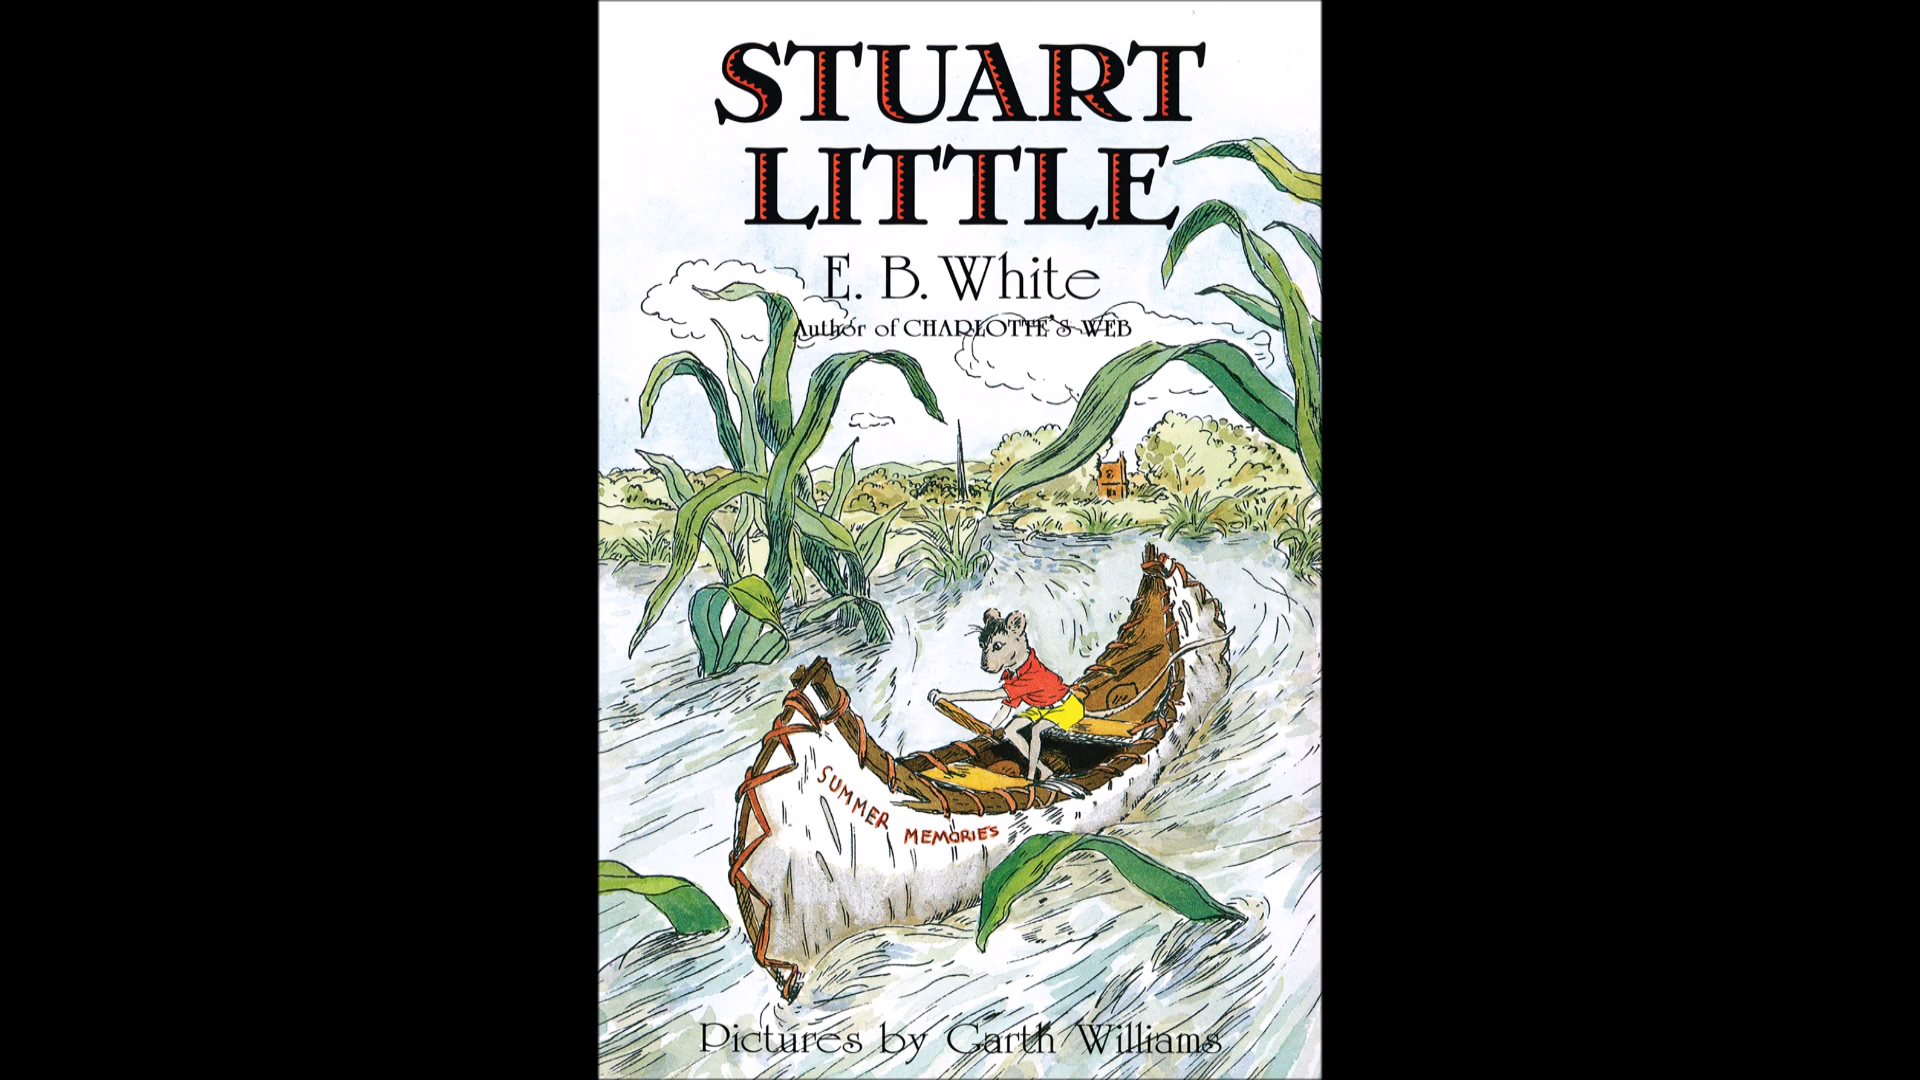 STUART
LITTLE
E. B. White
Author of CHARLOTTE'S WEB
SUMMER MEMORIES
Pictures by Garth Williams